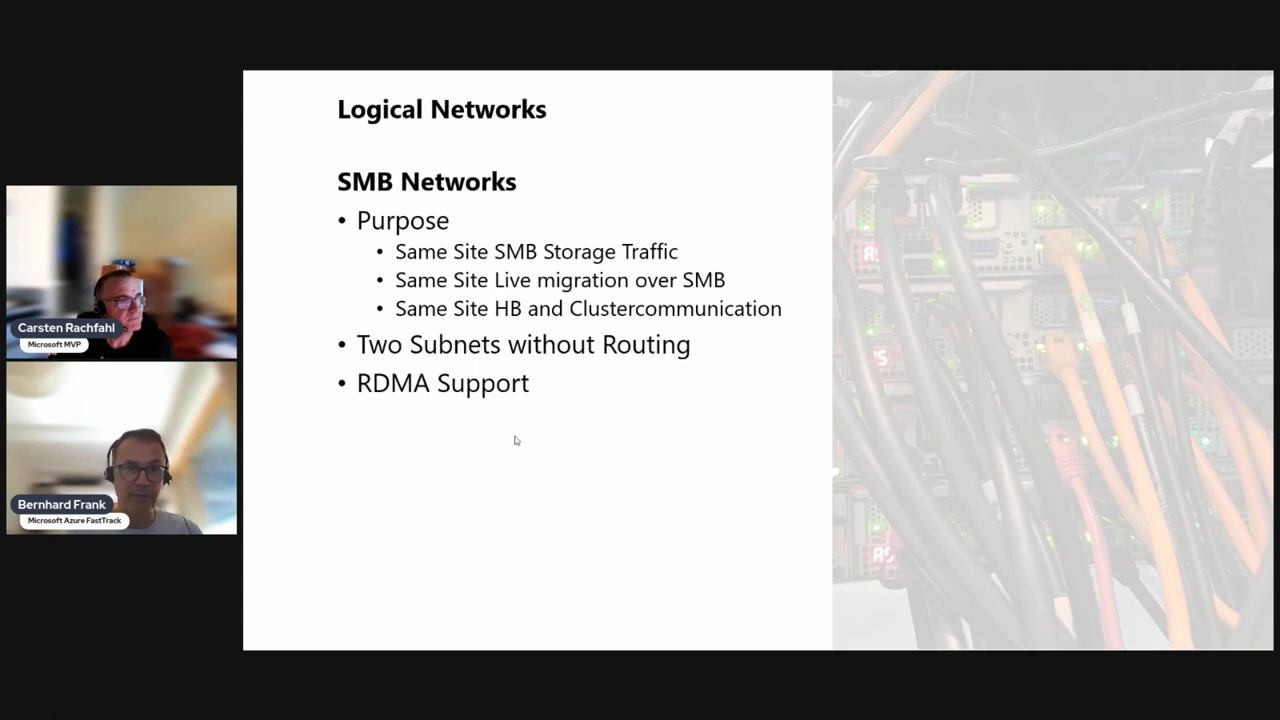 Logical Networks
SMB Networks
• Purpose
• Same Site SMB Storage Traffic
• Same Site Live migration over SMB
• Same Site HB and Clustercommunication
• Two Subnets without Routing
• RDMA Support
Carsten Rachfahl
Microsoft MVP
Bernhard Frank
Microsoft Azure FastTrack